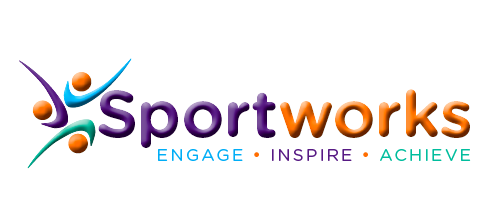 Sportworks
ENGAGE • INSPIRE • ACHIEVE